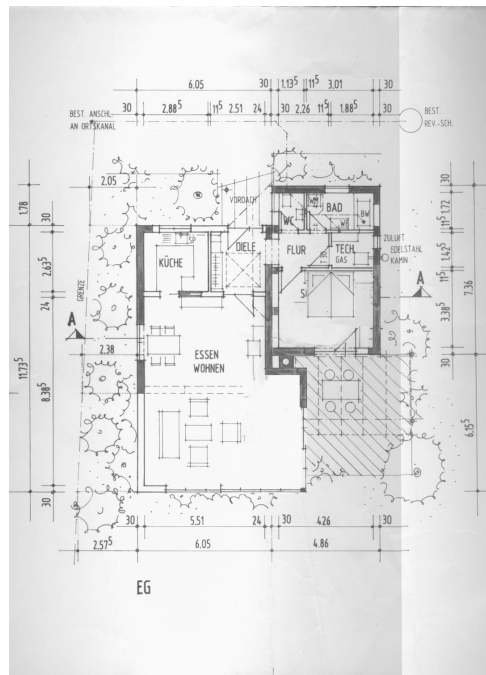 6.05 30 1.13⁵ 11⁵ 3,01 30
30 2.88⁵ 11⁵ 2.51 24 30 2.26 11⁵ 1.88⁵ 30
BEST. ANSCHL.-
AN ORTSKANAL
BEST.
REV.-SCH.
2.05
VORDACH
1.78
30
2.63⁵
24
11.73⁵
8.38⁵
30
GRENZE
WC
BAD
BW
DIELE
FLUR
TECH.
GAS
KÜCHE
ZULUFT
EDELSTAHL
KAMIN
30
1.72
11⁵
1.42⁵
11⁵
3.38⁵
30
7.36
6.15⁵
A
A
2.38
ESSEN
WOHNEN
30 5.51 24 30 4.26 30
2.57⁵ 6.05 4.86
EG